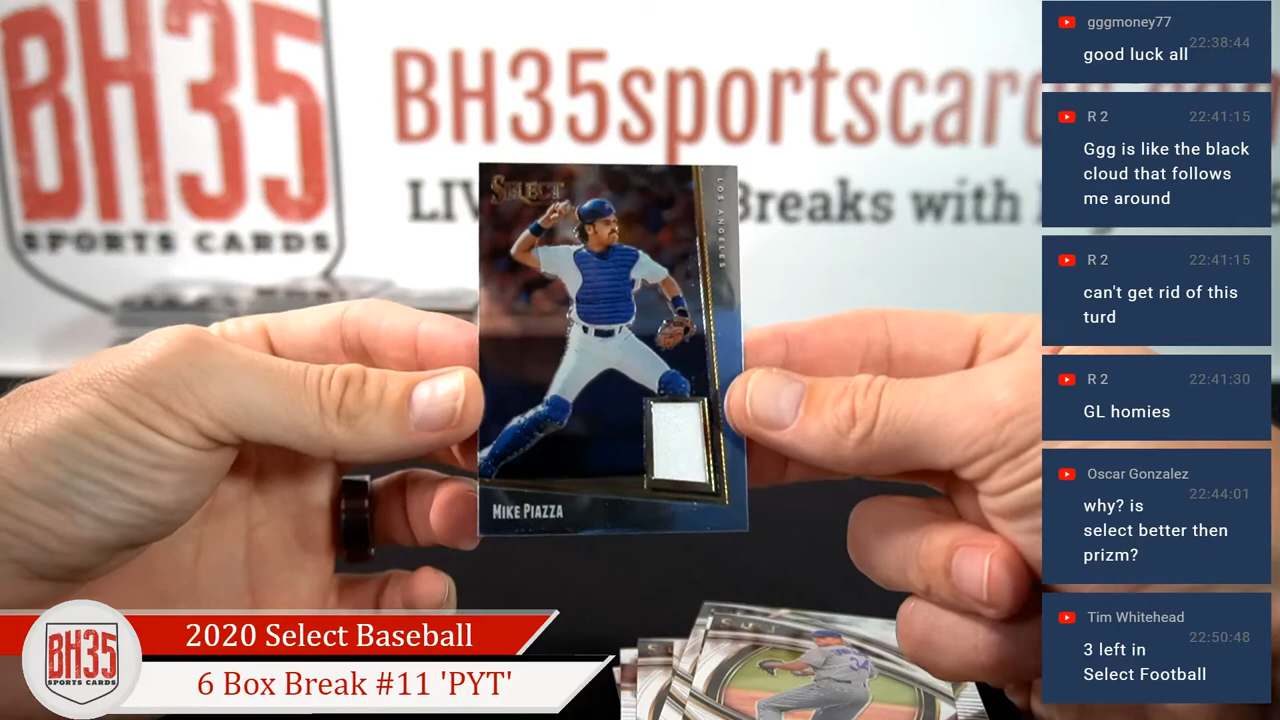 BH35
SPORTS CARDS
BH35sportscard
LIV
Breaks with
SELECT
LOS ANGELES
MIKE PIAZZA
34
2020 Select Baseball
6 Box Break #11 'PYT'
BH35
SPORTS CARDS
gggmoney77
22:38:44
good luck all
R 2
22:41:15
Ggg is like the black
cloud that follows
me around
R 2
22:41:15
can't get rid of this
turd
R 2
22:41:30
GL homies
Oscar Gonzalez
22:44:01
why? is
select better then
prizm?
Tim Whitehead
22:50:48
3 left in
Select Football